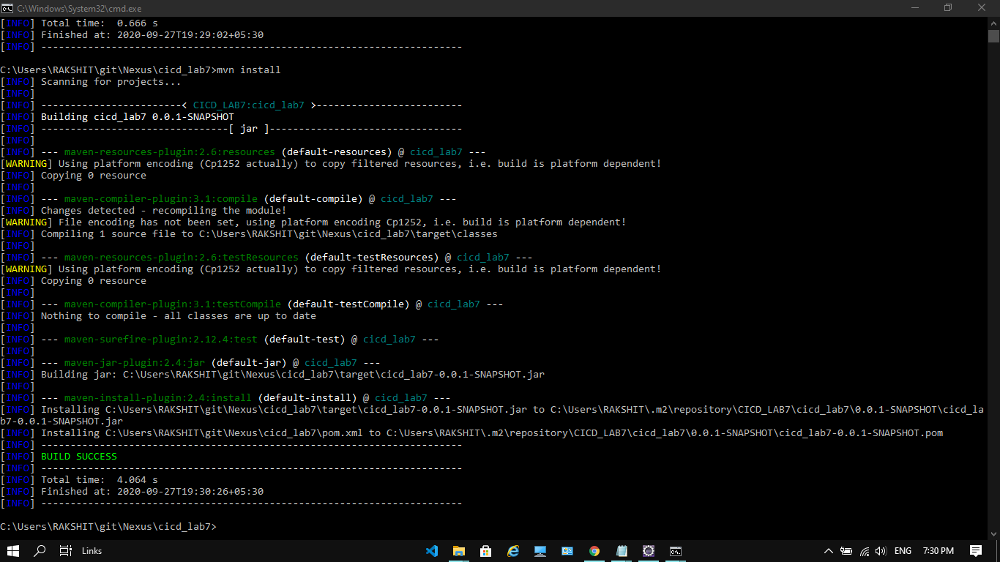 C:\Windows\System32\cmd.exe
[INFO] Total time:  0.666 s
[INFO] Finished at: 2020-09-27T19:29:02+05:30
[INFO] ------------------------------------------------------------------------
C:\Users\RAKSHIT\git\Nexus\cicd_lab7>mvn install
[INFO] Scanning for projects...
[INFO]
[INFO] ------------------------< CICD_LAB7:cicd_lab7 >-------------------------
[INFO] Building cicd_lab7 0.0.1-SNAPSHOT
[INFO] --------------------------------[ jar ]---------------------------------
[INFO]
[INFO] --- maven-resources-plugin:2.6:resources (default-resources) @ cicd_lab7 ---
[WARNING] Using platform encoding (Cp1252 actually) to copy filtered resources, i.e. build is platform dependent!
[INFO] Copying 0 resource
[INFO]
[INFO] --- maven-compiler-plugin:3.1:compile (default-compile) @ cicd_lab7 ---
[INFO] Changes detected - recompiling the module!
[WARNING] File encoding has not been set, using platform encoding Cp1252, i.e. build is platform dependent!
[INFO] Compiling 1 source file to C:\Users\RAKSHIT\git\Nexus\cicd_lab7\target\classes
[INFO]
[INFO] --- maven-resources-plugin:2.6:testResources (default-testResources) @ cicd_lab7 ---
[WARNING] Using platform encoding (Cp1252 actually) to copy filtered resources, i.e. build is platform dependent!
[INFO] Copying 0 resource
[INFO]
[INFO] --- maven-compiler-plugin:3.1:testCompile (default-testCompile) @ cicd_lab7 ---
[INFO] Nothing to compile - all classes are up to date
[INFO]
[INFO] --- maven-surefire-plugin:2.12.4:test (default-test) @ cicd_lab7 ---
[INFO]
[INFO] --- maven-jar-plugin:2.4:jar (default-jar) @ cicd_lab7 ---
[INFO] Building jar: C:\Users\RAKSHIT\git\Nexus\cicd_lab7\target\cicd_lab7-0.0.1-SNAPSHOT.jar
[INFO]
[INFO] --- maven-install-plugin:2.4:install (default-install) @ cicd_lab7 ---
[INFO] Installing C:\Users\RAKSHIT\git\Nexus\cicd_lab7\target\cicd_lab7-0.0.1-SNAPSHOT.jar to C:\Users\RAKSHIT\.m2\repository\CICD_LAB7\cicd_lab7\0.0.1-SNAPSHOT\cicd_la
b7-0.0.1-SNAPSHOT.jar
[INFO] Installing C:\Users\RAKSHIT\git\Nexus\cicd_lab7\pom.xml to C:\Users\RAKSHIT\.m2\repository\CICD_LAB7\cicd_lab7\0.0.1-SNAPSHOT\cicd_lab7-0.0.1-SNAPSHOT.pom
[INFO] ------------------------------------------------------------------------
[INFO] BUILD SUCCESS
[INFO] ------------------------------------------------------------------------
[INFO] Total time:  4.064 s
[INFO] Finished at: 2020-09-27T19:30:26+05:30
[INFO] ------------------------------------------------------------------------
C:\Users\RAKSHIT\git\Nexus\cicd_lab7>
Links
ENG
7:30 PM